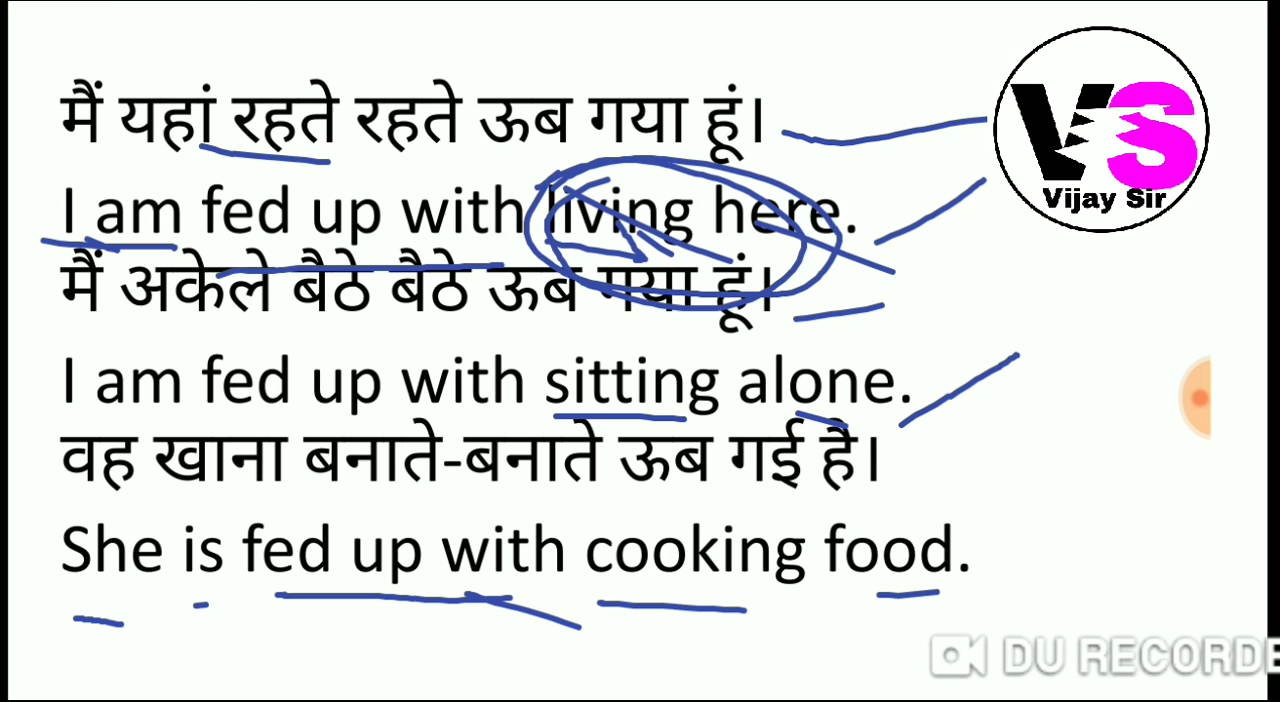 मैं यहां रहते रहते ऊब गया हूं।
I am fed up with living here.
मैं अकेले बैठे बैठे ऊब गया हूं।
I am fed up with sitting alone.
वह खाना बनाते-बनाते ऊब गई है।
She is fed up with cooking food.
VS
Vijay Sir
DU RECORDE